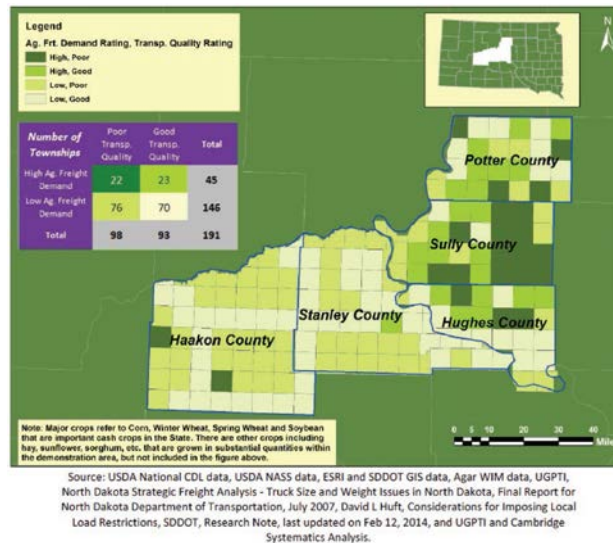 Legend
Ag. Frt. Demand Rating, Transp. Quality Rating
High, Poor
High, Good
Low, Poor
Low, Good
N
Number of Townships
Poor Transp. Quality
Good Transp. Quality
Total
High Ag. Freight Demand
22
23
45
Low Ag. Freight Demand
76
70
146
Total
98
93
191
Potter County
Sully County
Stanley County
Hughes County
Haakon County
Note: Major crops refer to Corn, Winter Wheat, Spring Wheat and Soybean
that are important cash crops in the State. There are other crops including
hay, sunflower, sorghum, etc. that are grown in substantial quantities within
the demonstration area, but not included in the figure above.
0 5 10 20 30 40
Miles
Source: USDA National CDL data, USDA NASS data, ESRI and SDDOT GIS data, Agar WIM data, UGPTI,
North Dakota Strategic Freight Analysis - Truck Size and Weight Issues in North Dakota, Final Report for
North Dakota Department of Transportation, July 2007, David L Huft, Considerations for Imposing Local
Load Restrictions, SDDOT, Research Note, last updated on Feb 12, 2014, and UGPTI and Cambridge
Systematics Analysis.